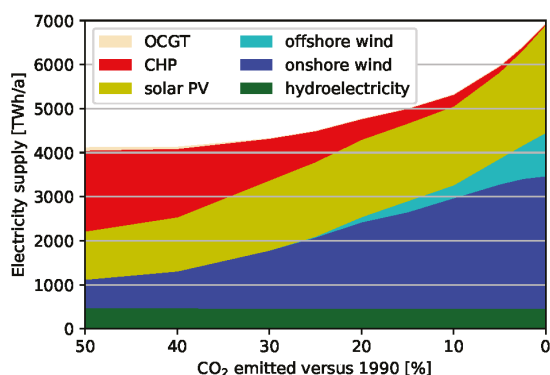 7000
6000
5000
4000
3000
2000
1000
0
Electricity supply [TWh/a]
OCGT
CHP
solar PV
offshore wind
onshore wind
hydroelectricity
50 40 30 20 10 0
CO₂ emitted versus 1990 [%]